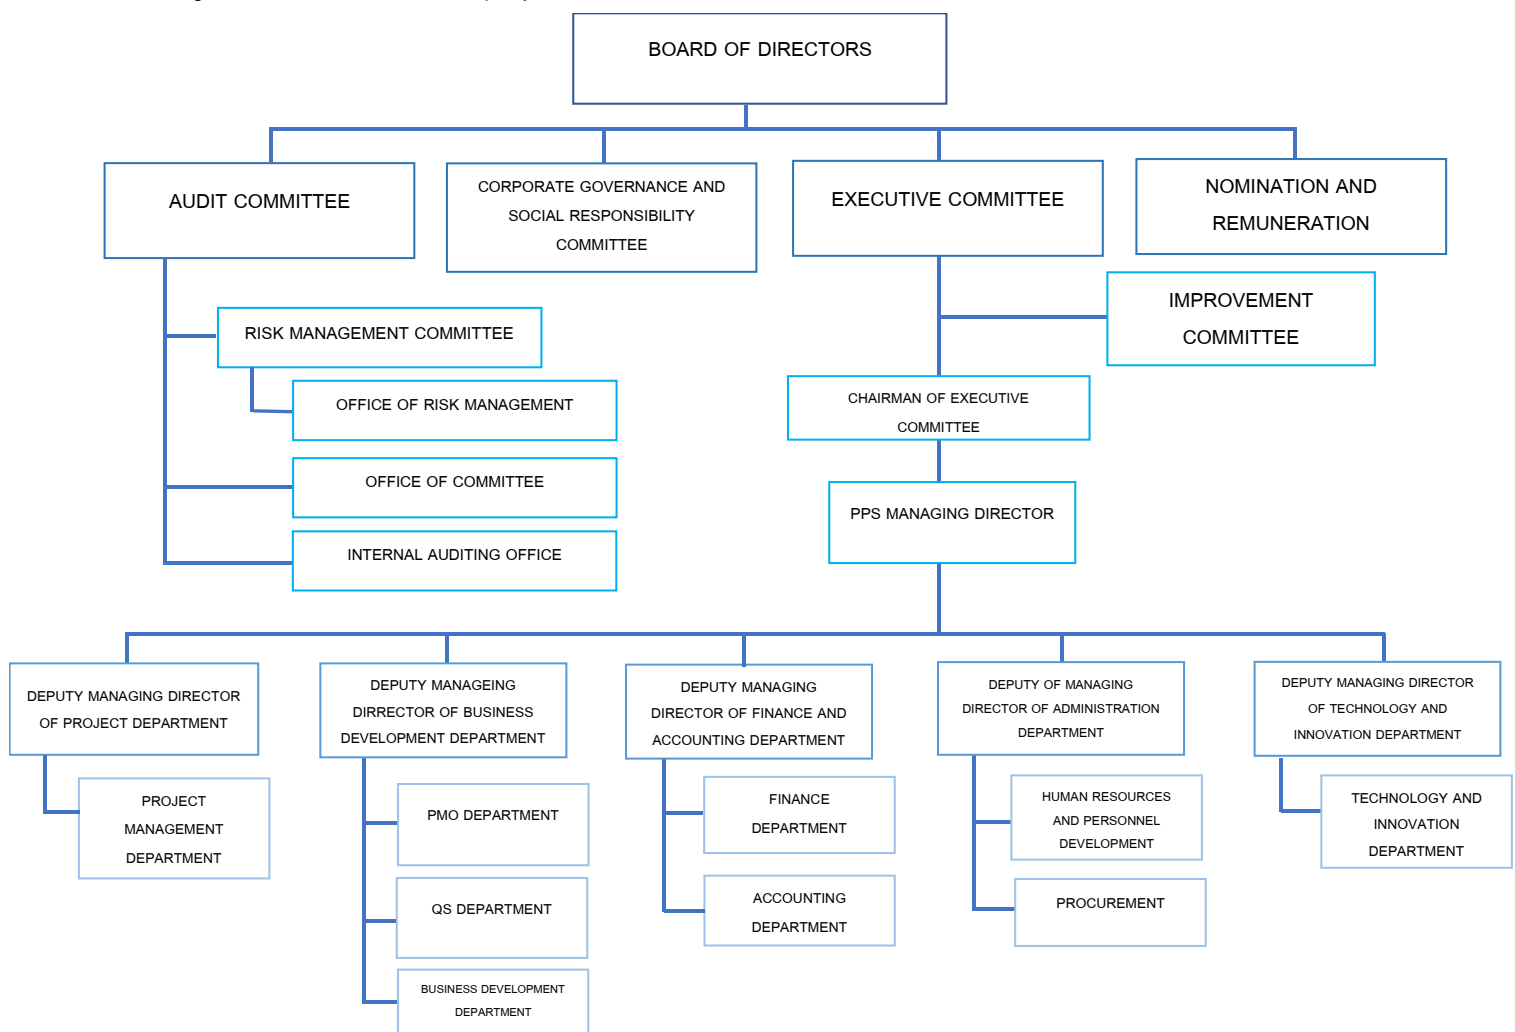 BOARD OF DIRECTORS
AUDIT COMMITTEE
CORPORATE GOVERNANCE AND
SOCIAL RESPONSIBILITY
COMMITTEE
EXECUTIVE COMMITTEE
NOMINATION AND
REMUNERATION
IMPROVEMENT
COMMITTEE
RISK MANAGEMENT COMMITTEE
OFFICE OF RISK MANAGEMENT
OFFICE OF COMMITTEE
INTERNAL AUDITING OFFICE
CHAIRMAN OF EXECUTIVE
COMMITTEE
PPS MANAGING DIRECTOR
DEPUTY MANAGING DIRECTOR
OF PROJECT DEPARTMENT
PROJECT
MANAGEMENT
DEPARTMENT
DEPUTY MANAGEING
DIRRECTOR OF BUSINESS
DEVELOPMENT DEPARTMENT
PMO DEPARTMENT
QS DEPARTMENT
BUSINESS DEVELOPMENT
DEPARTMENT
DEPUTY MANAGING
DIRECTOR OF FINANCE AND
ACCOUNTING DEPARTMENT
FINANCE
DEPARTMENT
ACCOUNTING
DEPARTMENT
DEPUTY OF MANAGING
DIRECTOR OF ADMINISTRATION
DEPARTMENT
HUMAN RESOURCES
AND PERSONNEL
DEVELOPMENT
PROCUREMENT
DEPUTY MANAGING DIRECTOR
OF TECHNOLOGY AND
INNOVATION DEPARTMENT
TECHNOLOGY AND
INNOVATION
DEPARTMENT